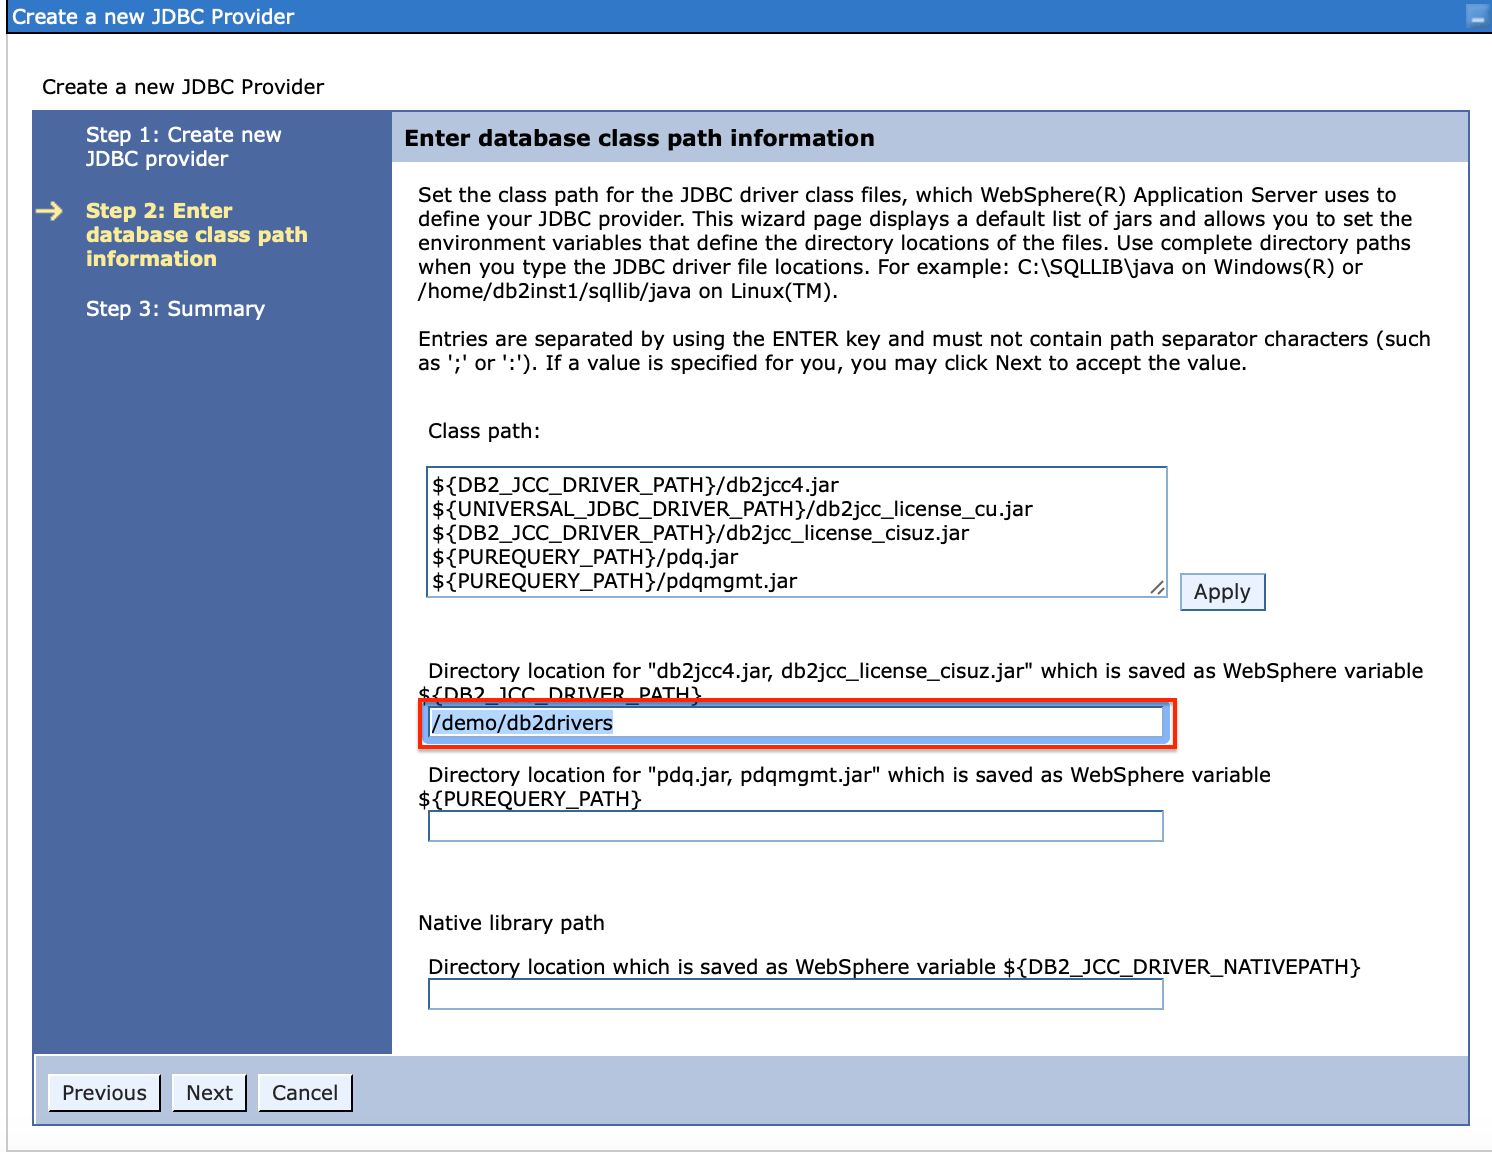 Create a new JDBC Provider
Create a new JDBC Provider
Step 1: Create new
JDBC provider
Step 2: Enter
database class path
information
Step 3: Summary
Enter database class path information
Set the class path for the JDBC driver class files, which WebSphere(R) Application Server uses to
define your JDBC provider. This wizard page displays a default list of jars and allows you to set the
environment variables that define the directory locations of the files. Use complete directory paths
when you type the JDBC driver file locations. For example: C:\SQLLIB\java on Windows(R) or
/home/db2inst1/sqllib/java on Linux(TM).
Entries are separated by using the ENTER key and must not contain path separator characters (such
as ';' or ':'). If a value is specified for you, you may click Next to accept the value.
Class path:
${DB2_JCC_DRIVER_PATH}/db2jcc4.jar
${UNIVERSAL_JDBC_DRIVER_PATH}/db2jcc_license_cu.jar
${DB2_JCC_DRIVER_PATH}/db2jcc_license_cisuz.jar
${PUREQUERY_PATH}/pdq.jar
${PUREQUERY_PATH}/pdqmgmt.jar
Apply
Directory location for "db2jcc4.jar, db2jcc_license_cisuz.jar" which is saved as WebSphere variable
${DB2_JCC_DRIVER_PATH}
/demo/db2drivers
Directory location for "pdq.jar, pdqmgmt.jar" which is saved as WebSphere variable
${PUREQUERY_PATH}
Native library path
Directory location which is saved as WebSphere variable ${DB2_JCC_DRIVER_NATIVEPATH}
Previous
Next
Cancel